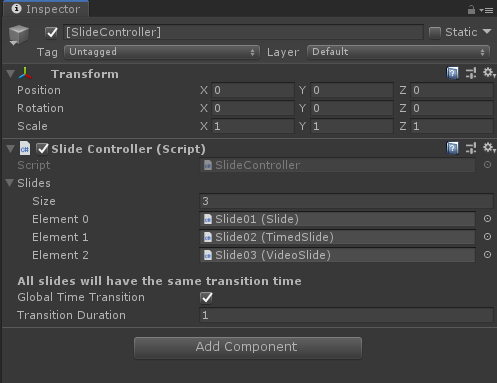 Inspector
[SlideController] Static
Tag Untagged Layer Default
Transform
Position X 0 Y 0 Z 0
Rotation X 0 Y 0 Z 0
Scale X 1 Y 1 Z 1
Slide Controller (Script)
Script SlideController
Slides
Size 3
Element 0 Slide01 (Slide)
Element 1 Slide02 (TimedSlide)
Element 2 Slide03 (VideoSlide)
All slides will have the same transition time
Global Time Transition
Transition Duration 1
Add Component